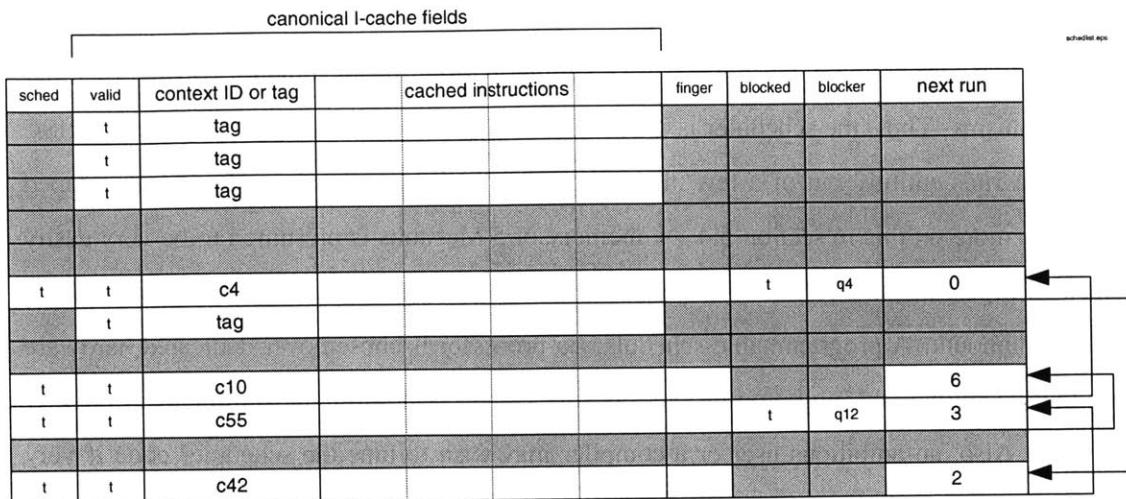 canonical I-cache fields
schedlist.eps
sched valid context ID or tag cached instructions finger blocked blocker next run
t tag
t tag
t tag
t t c4 t q4 0
t tag
t t c10 6
t t c55 t q12 3
t t c42 2